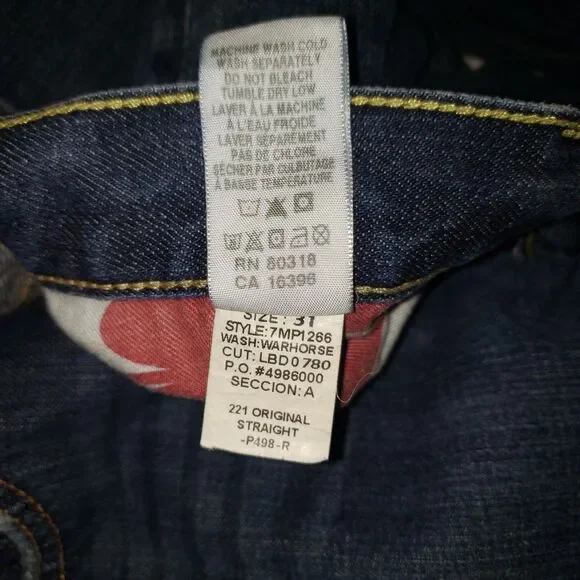 MACHINE WASH COLD
WASH SEPARATELY
DO NOT BLEACH
TUMBLE DRY LOW
LAVER À LA MACHINE
À L'EAU FROIDE
LAVER SÉPARÉMENT
PAS DE CHLORE
SÉCHER PAR CULBUTAGE
À BASSE TEMPÉRATURE
RN 80318
CA 16396
SIZE: 31
STYLE:7MP1266
WASH:WARHORSE
CUT: LBD0780
P.O. #4986000
SECCION: A
221 ORIGINAL
STRAIGHT
-P498-R